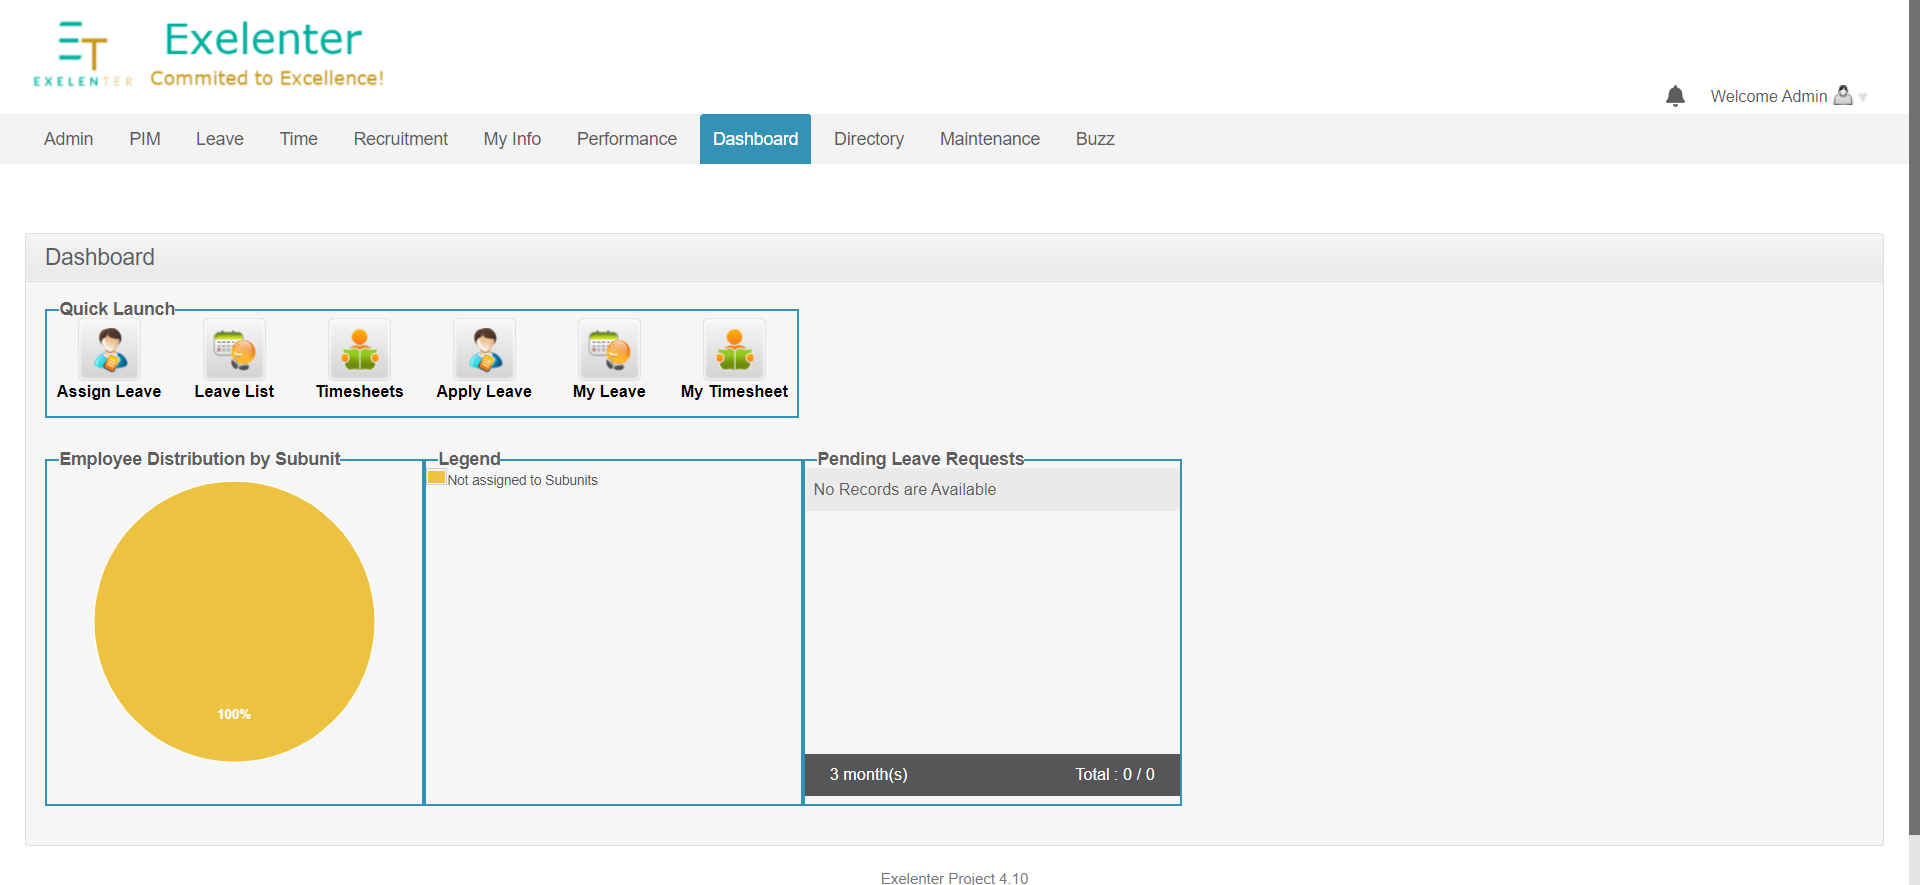 Exelenter
Commited to Excellence!
ET
EXELENTER
Welcome Admin
Admin PIM Leave Time Recruitment My Info Performance Dashboard Directory Maintenance Buzz
Dashboard
Quick Launch
Assign Leave Leave List Timesheets Apply Leave My Leave My Timesheet
Employee Distribution by Subunit
100%
Legend
Not assigned to Subunits
Pending Leave Requests
No Records are Available
3 month(s) Total : 0 / 0
Exelenter Project 4.10